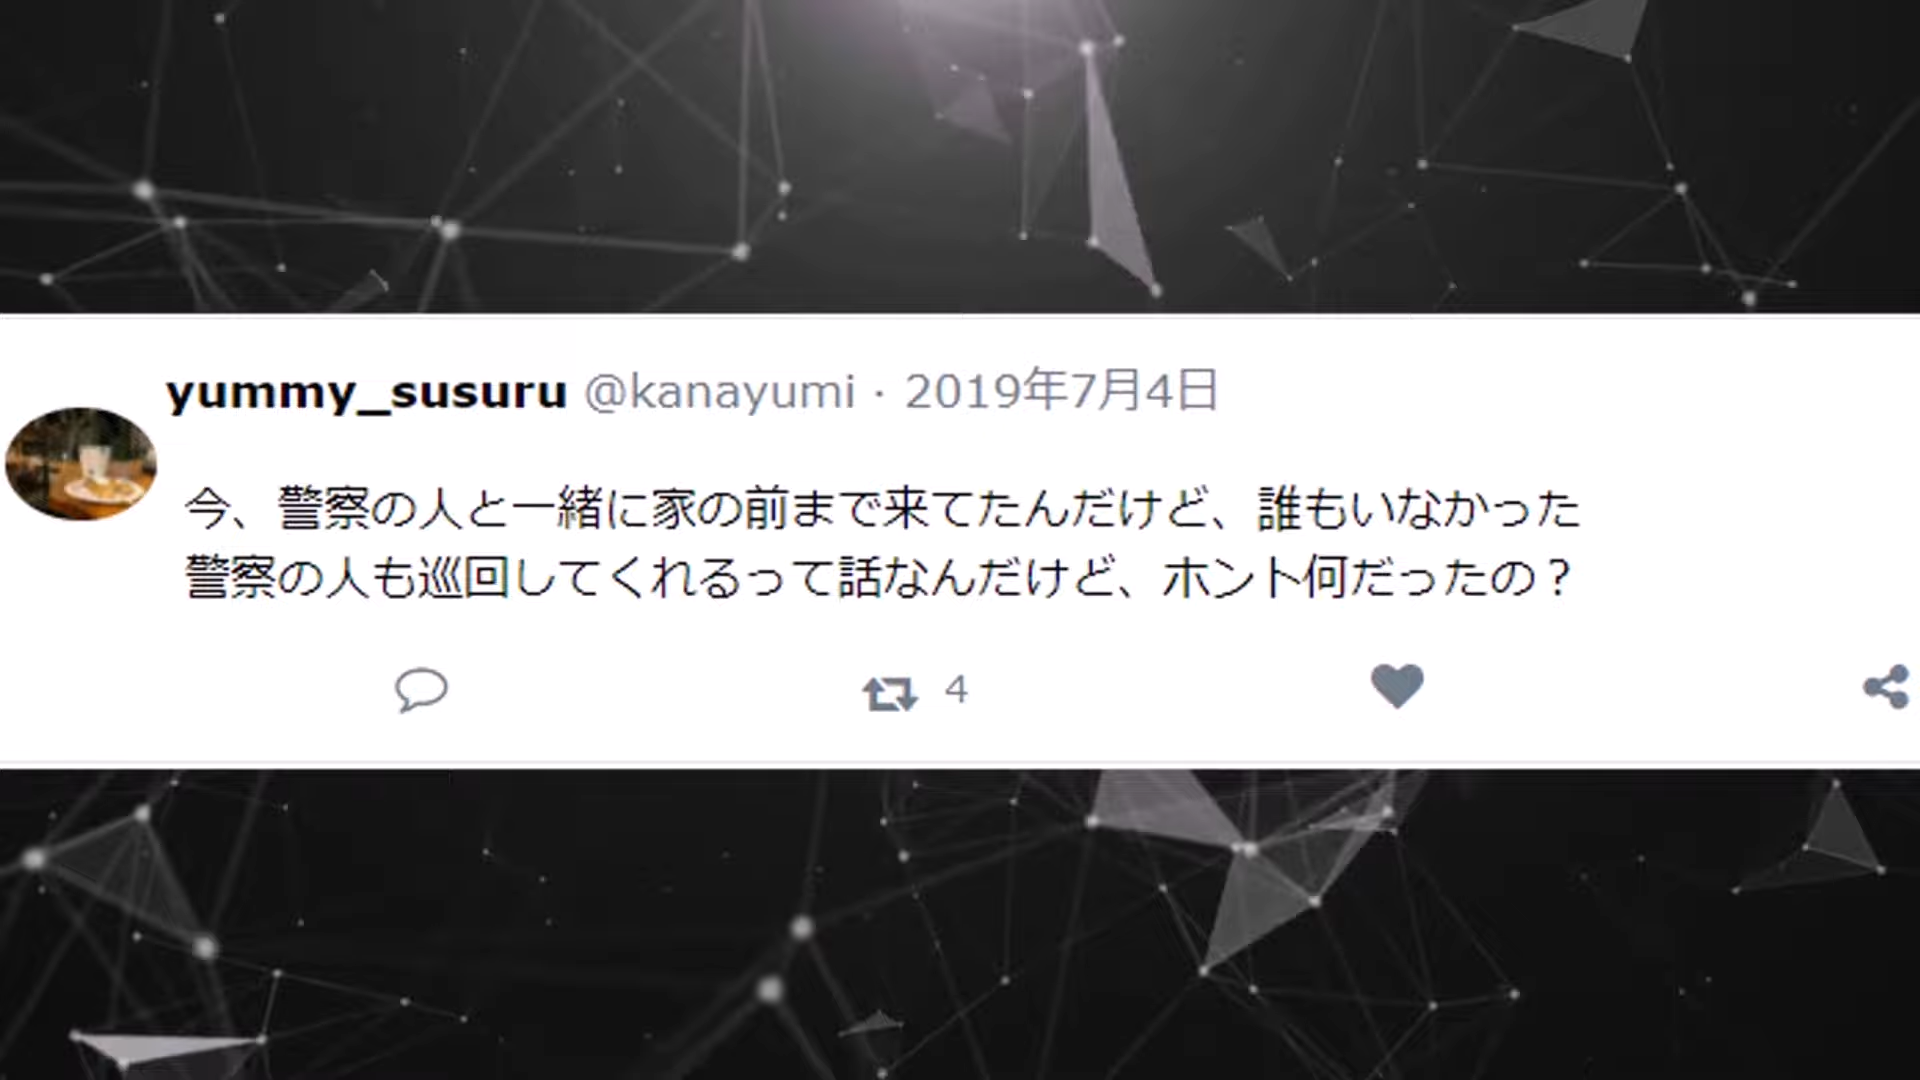 yummy_susuru @kanayumi · 2019年7月4日
今、警察の人と一緒に家の前まで来てたんだけど、誰もいなかった
警察の人も巡回してくれるって話なんだけど、ホント何だったの？
4